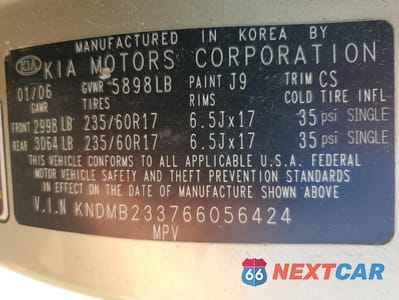 MANUFACTURED IN KOREA BY
KIA KIA MOTORS CORPORATION
01/06 GVWR 5898LB PAINT J9 TRIM CS
GAWR TIRES RIMS COLD TIRE INFL
FRONT 2998 LB 235/60R17 6.5Jx17 35 psi SINGLE
REAR 3064 LB 235/60R17 6.5Jx17 35 psi SINGLE
THIS VEHICLE CONFORMS TO ALL APPLICABLE U.S.A. FEDERAL
MOTOR VEHICLE SAFETY AND THEFT PREVENTION STANDARDS
IN EFFECT ON THE DATE OF MANUFACTURE SHOWN ABOVE
V.I.N KNDMB233766056424
MPV
66 NEXTCAR